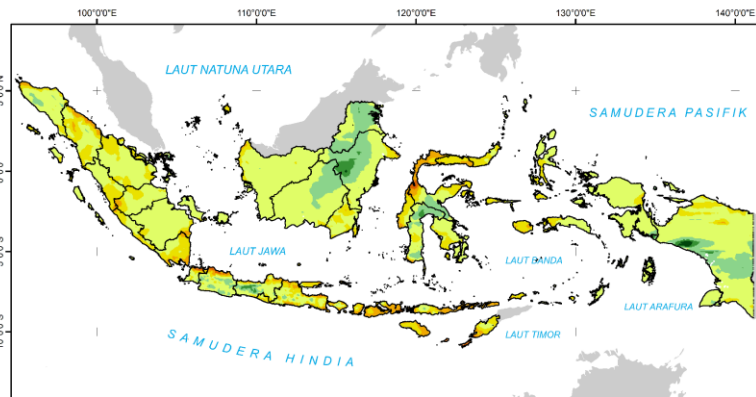 100°0'0"E 110°0'0"E 120°0'0"E 130°0'0"E 140°0'0"E
LAUT NATUNA UTARA
SAMUDERA PASIFIK
LAUT JAWA
LAUT BANDA
LAUT ARAFURA
LAUT TIMOR
SAMUDERA HINDIA